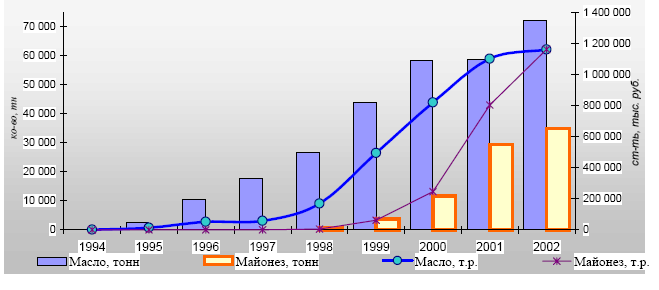 70 000
60 000
50 000
40 000
30 000
20 000
10 000
0
ко-во, тн
1 400 000
1 200 000
1 000 000
800 000
600 000
400 000
200 000
0
ст-ть, тыс. руб.
1994 1995 1996 1997 1998 1999 2000 2001 2002
Масло, тонн Майонез, тонн Масло, т.р. Майонез, т.р.